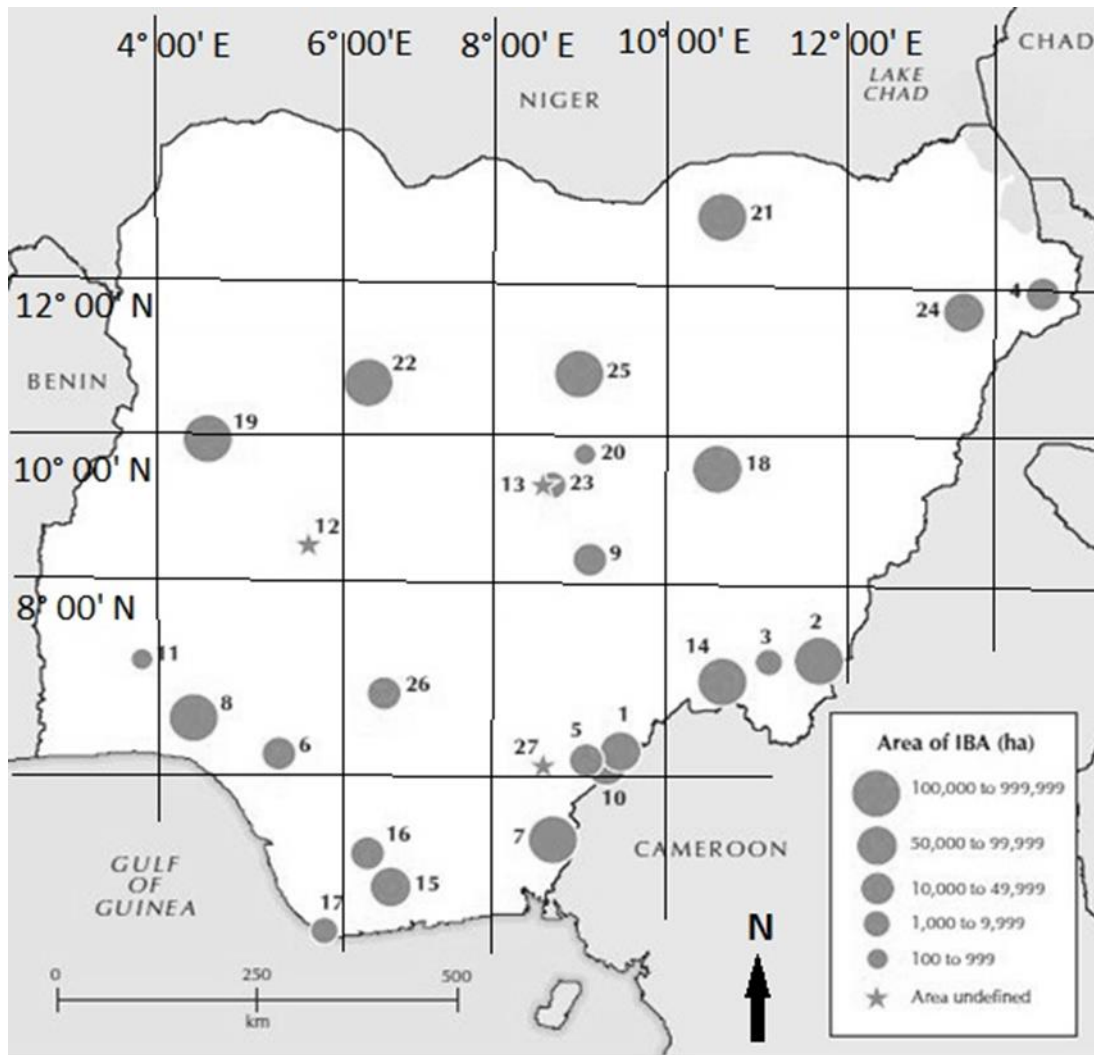 4°00' E 6°00'E 8°00' E 10°00' E 12°00' E
CHAD
LAKE
CHAD
NIGER
21
12° 00' N
4
24
22
25
BENIN
19
20
10° 00' N
18
13
23
12
9
8° 00' N
2
3
14
11
26
8
1
5
6
27
Area of IBA (ha)
10
100,000 to 999,999
7
CAMEROON
50,000 to 99,999
16
GULF
OF
GUINEA
15
10,000 to 49,999
17
1,000 to 9,999
N
100 to 999
0 250 500
km
Area undefined